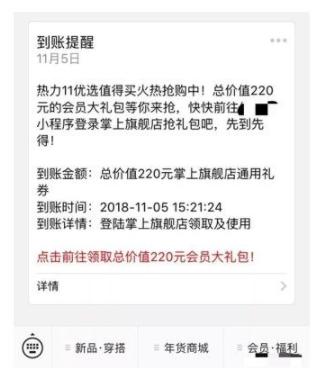 到账提醒
11月5日
热力11优选值得买火热抢购中！总价值220
元的会员大礼包等你来抢，快快前往
小程序登录掌上旗舰店抢礼包吧，先到先
得！
到账金额：总价值220元掌上旗舰店通用礼
券
到账时间：2018-11-05 15:21:24
到账详情：登陆掌上旗舰店领取及使用
点击前往领取总价值220元会员大礼包！
详情
新品·穿搭
年货商城
会员·福利